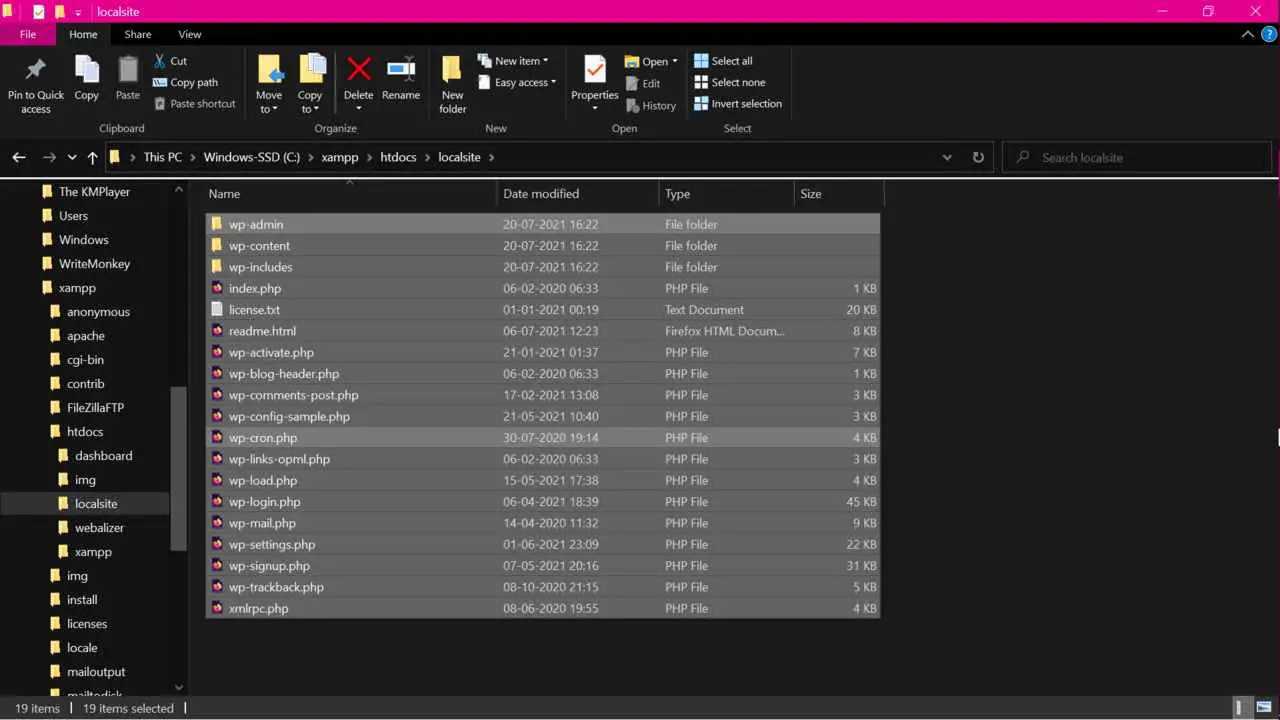 localsite
File Home Share View
Pin to Quick access
Copy
Paste
Cut
Copy path
Paste shortcut
Clipboard
Move to
Copy to
Delete
Rename
Organize
New folder
New item
Easy access
New
Properties
Open
Edit
History
Open
Select all
Select none
Invert selection
Select
This PC > Windows-SSD (C:) > xampp > htdocs > localsite >
Search localsite
The KMPlayer
Users
Windows
WriteMonkey
xampp
anonymous
apache
cgi-bin
contrib
FileZillaFTP
htdocs
dashboard
img
localsite
webalizer
xampp
img
install
licenses
locale
mailoutput
mailtodisk
Name Date modified Type Size
wp-admin 20-07-2021 16:22 File folder
wp-content 20-07-2021 16:22 File folder
wp-includes 20-07-2021 16:22 File folder
index.php 06-02-2020 06:33 PHP File 1 KB
license.txt 01-01-2021 00:19 Text Document 20 KB
readme.html 06-07-2021 12:23 Firefox HTML Docum... 8 KB
wp-activate.php 21-01-2021 01:37 PHP File 7 KB
wp-blog-header.php 06-02-2020 06:33 PHP File 1 KB
wp-comments-post.php 17-02-2021 13:08 PHP File 3 KB
wp-config-sample.php 21-05-2021 10:40 PHP File 3 KB
wp-cron.php 30-07-2020 19:14 PHP File 4 KB
wp-links-opml.php 06-02-2020 06:33 PHP File 3 KB
wp-load.php 15-05-2021 17:38 PHP File 4 KB
wp-login.php 06-04-2021 18:39 PHP File 45 KB
wp-mail.php 14-04-2020 11:32 PHP File 9 KB
wp-settings.php 01-06-2021 23:09 PHP File 22 KB
wp-signup.php 07-05-2021 20:16 PHP File 31 KB
wp-trackback.php 08-10-2020 21:15 PHP File 5 KB
xmlrpc.php 08-06-2020 19:55 PHP File 4 KB
19 items 19 items selected